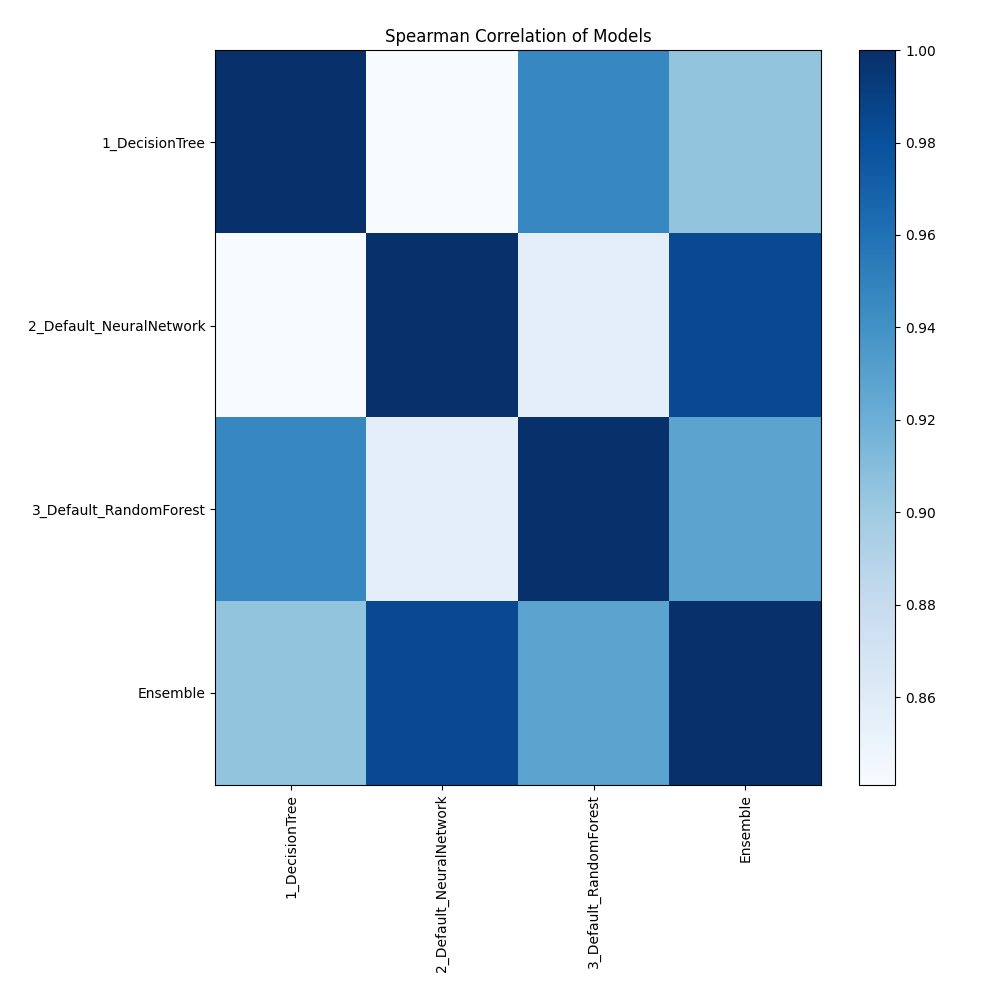 Spearman Correlation of Models
1_DecisionTree
2_Default_NeuralNetwork
3_Default_RandomForest
Ensemble
1_DecisionTree
2_Default_NeuralNetwork
3_Default_RandomForest
Ensemble
1.00
0.98
0.96
0.94
0.92
0.90
0.88
0.86